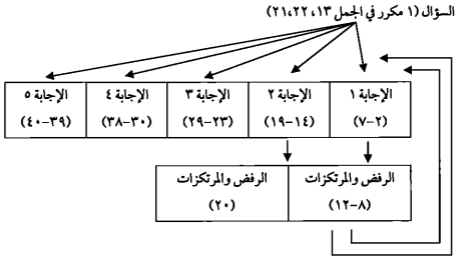 السؤال (١ مكرر في الجمل ١٣، ٢٢، ٢١)
الإجابة ١
(٢-٧)
الإجابة ٢
(١٤-١٩)
الإجابة ٣
(٢٣-٢٩)
الإجابة ٤
(٣٠-٣٨)
الإجابة ٥
(٣٩-٤٠)
الرفض والمرتكزات
(٨-١٢)
الرفض والمرتكزات
(٢٠)